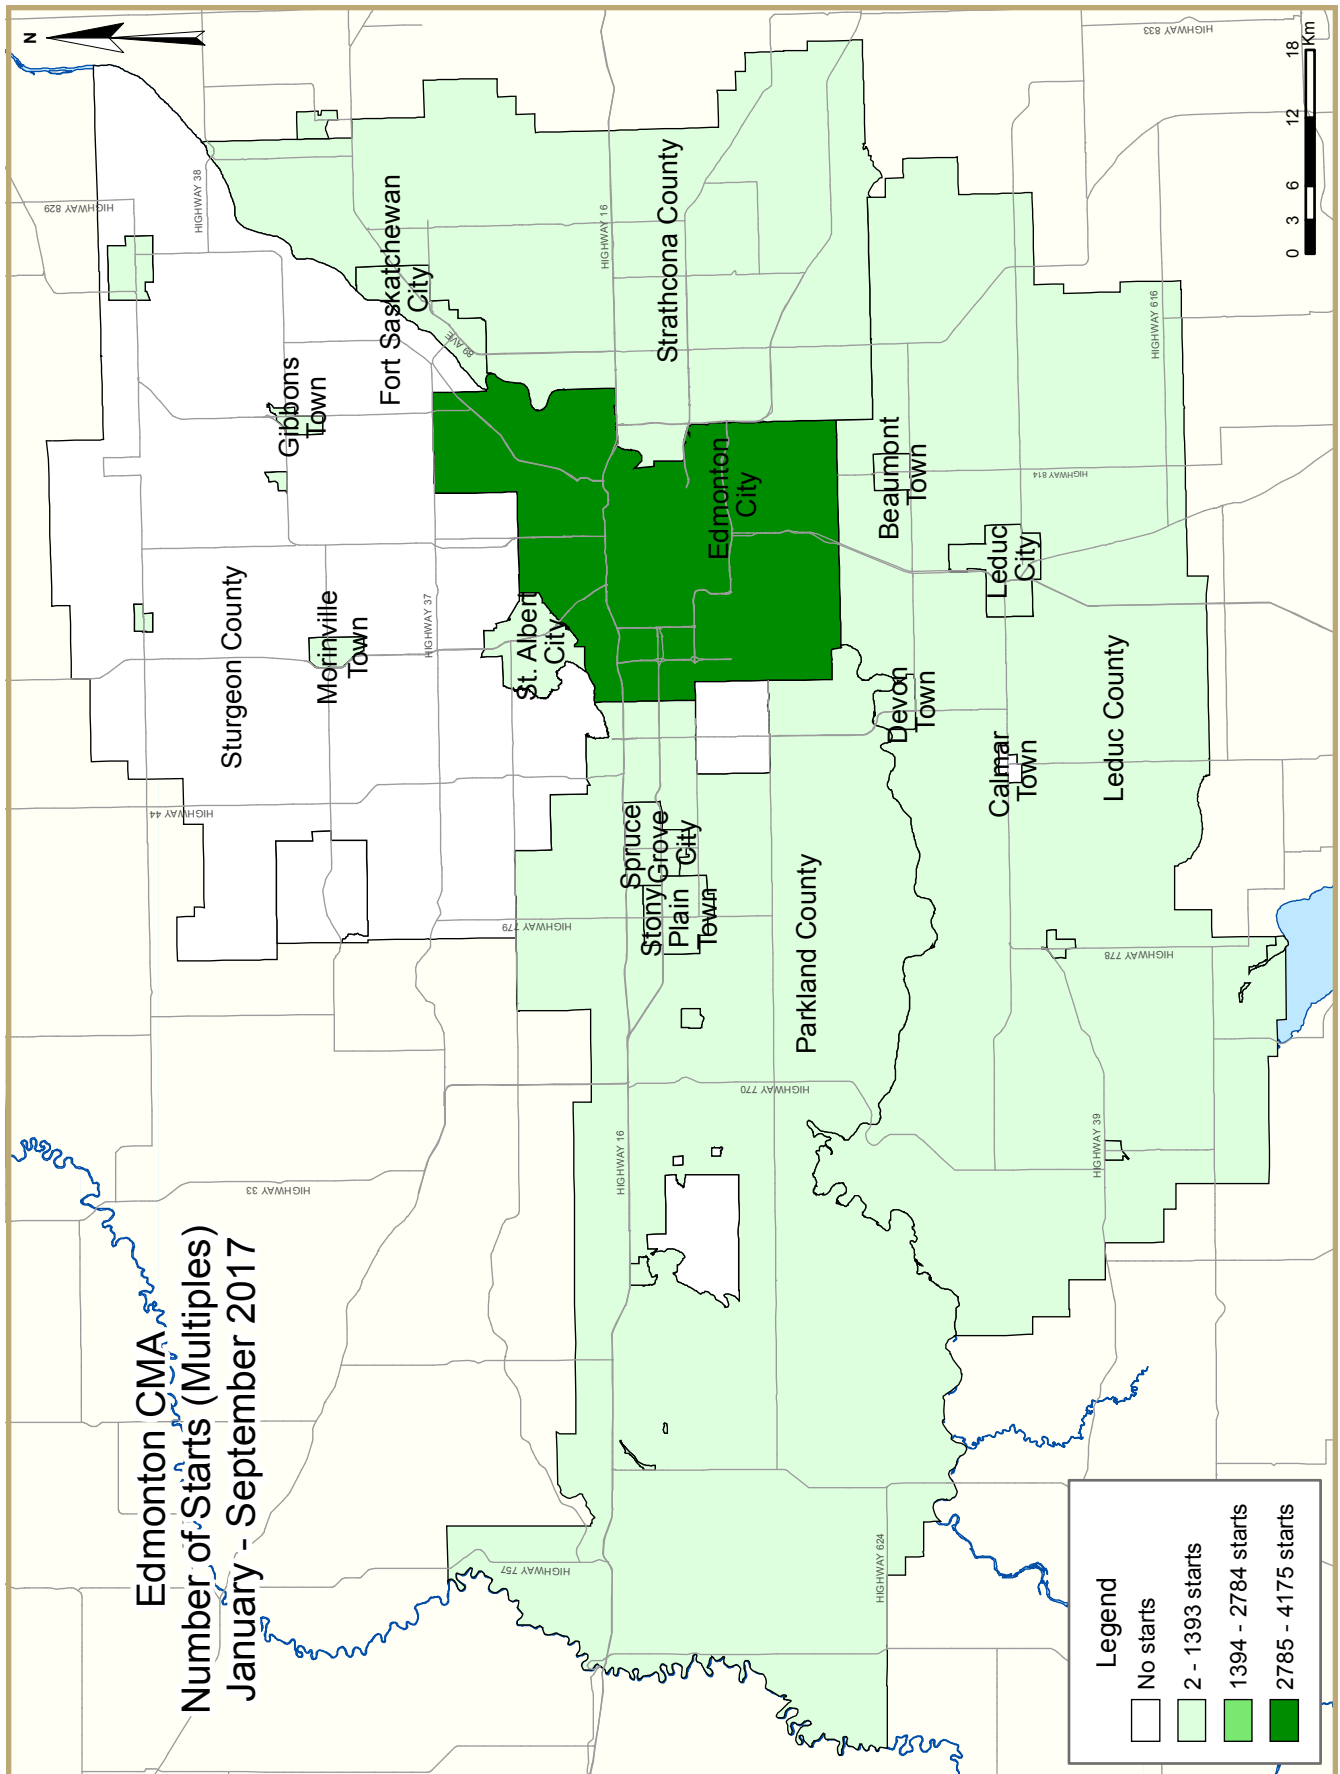 Edmonton CMA
Number of Starts (Multiples)
January - September 2017
N
HIGHWAY 833
HIGHWAY 829
HIGHWAY 38
HIGHWAY 16
Fort Saskatchewan
City
89 AVE
Strathcona County
HIGHWAY 616
Gibbons
Town
Edmonton
City
Beaumont
Town
HIGHWAY 814
Sturgeon County
Morinville
Town
HIGHWAY 37
St. Albert
City
Leduc
City
Devon
Town
Calmar
Town
Leduc County
HIGHWAY 44
HIGHWAY 779
Spruce
Grove
City
Stony
Plain
Town
Parkland County
HIGHWAY 778
HIGHWAY 770
HIGHWAY 39
HIGHWAY 16
HIGHWAY 33
HIGHWAY 757
HIGHWAY 624
0 3 6 12 18
Km
Legend
No starts
2 - 1393 starts
1394 - 2784 starts
2785 - 4175 starts